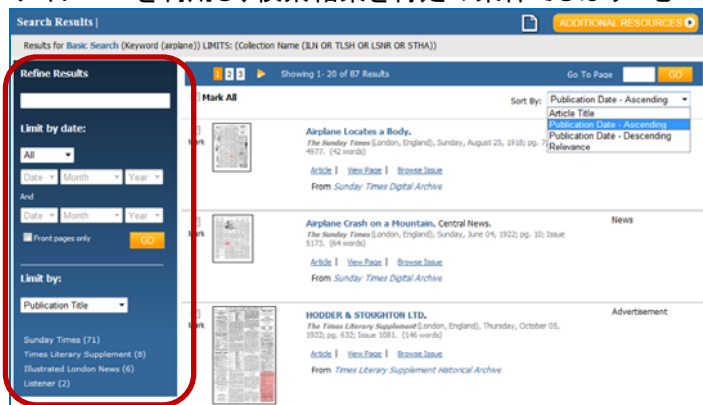 Search Results |
ADDITIONAL RESOURCES
Results for Basic Search (Keyword (airplane)) LIMITS: (Collection Name (ILN OR TLSH OR LSNR OR STHA))
Refine Results
1 2 3 Showing 1- 20 of 87 Results
Go To Page GO
Mark All
Sort By: Publication Date - Ascending
Article Title
Publication Date - Ascending
Publication Date - Descending
Relevance
Limit by date:
All
Date Month Year
And
Date Month Year
Front pages only GO
Limit by:
Publication Title
Sunday Times (71)
Times Literary Supplement (8)
Illustrated London News (6)
Listener (2)
Mark
Airplane Locates a Body.
The Sunday Times (London, England), Sunday, August 25, 1918; pg. 7
4977. (42 words)
Article | View Page | Browse Issue
From Sunday Times Digital Archive
Mark
Airplane Crash on a Mountain. Central News.
News
The Sunday Times (London, England), Sunday, June 04, 1922; pg. 10; Issue
5173. (64 words)
Article | View Page | Browse Issue
From Sunday Times Digital Archive
Mark
HODDER & STOUGHTON LTD.
Advertisement
The Times Literary Supplement (London, England), Thursday, October 05,
1922; pg. 632; Issue 1081. (146 words)
Article | View Page | Browse Issue
From Times Literary Supplement Historical Archive